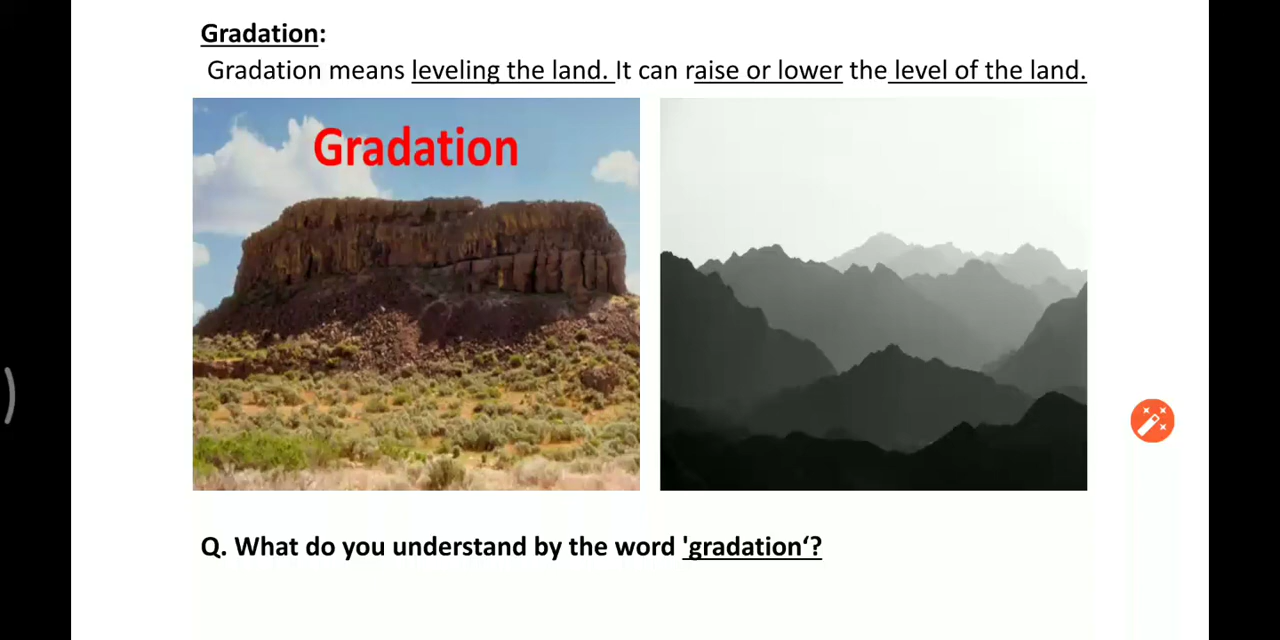 Gradation:
Gradation means leveling the land. It can raise or lower the level of the land.
Gradation
Q. What do you understand by the word 'gradation‘?